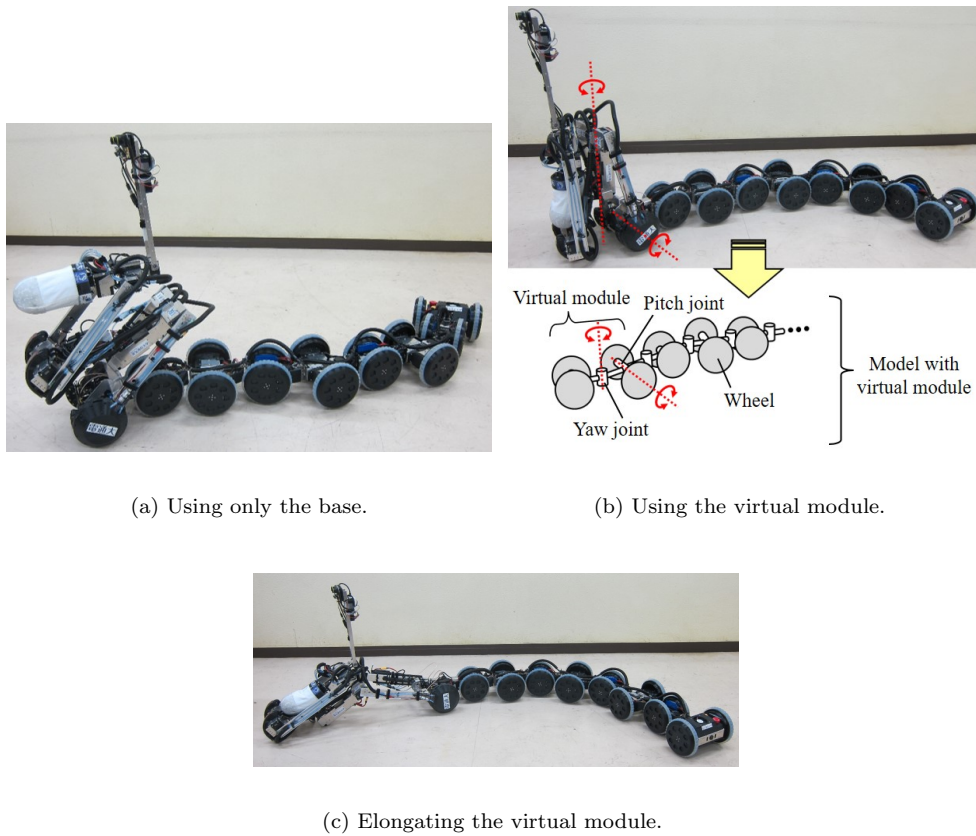 (a) Using only the base.
Virtual module
Pitch joint
Wheel
Yaw joint
Model with
virtual module
(b) Using the virtual module.
(c) Elongating the virtual module.